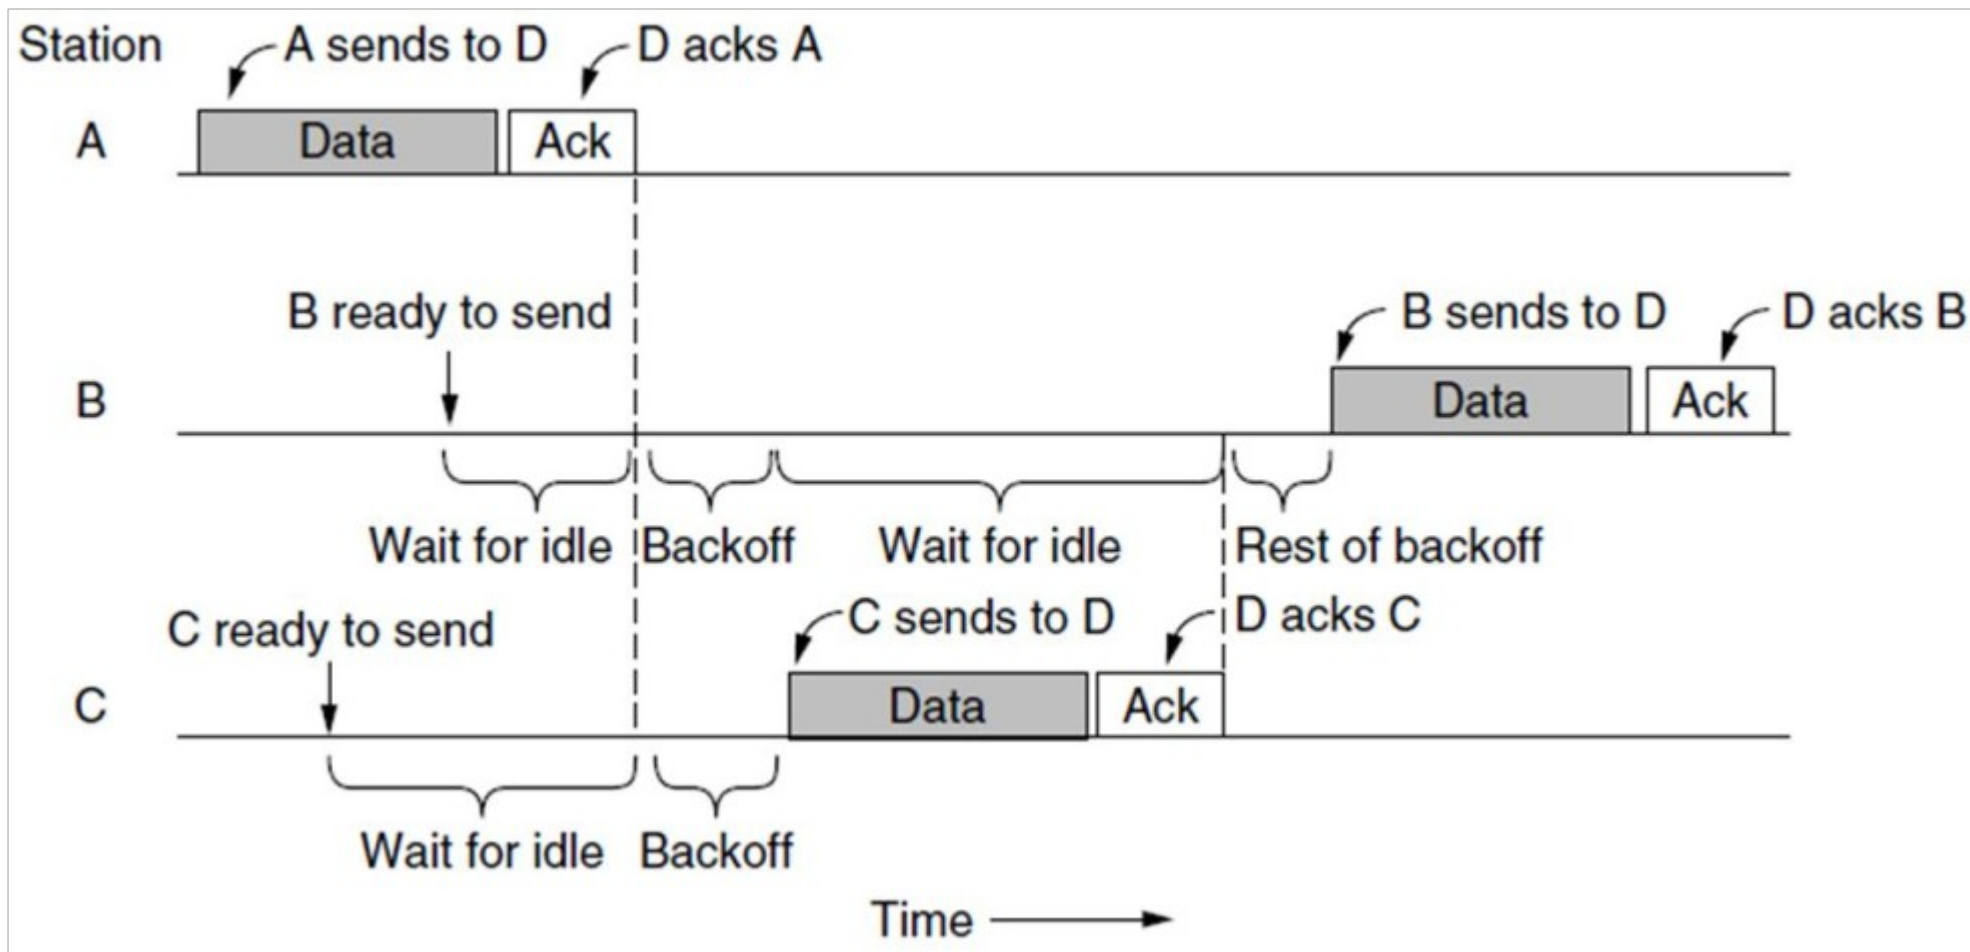 Station
A sends to D
D acks A
A
Data
Ack
B ready to send
B sends to D
D acks B
B
Data
Ack
Wait for idle
Backoff
Wait for idle
Rest of backoff
C ready to send
C sends to D
D acks C
C
Data
Ack
Wait for idle
Backoff
Time